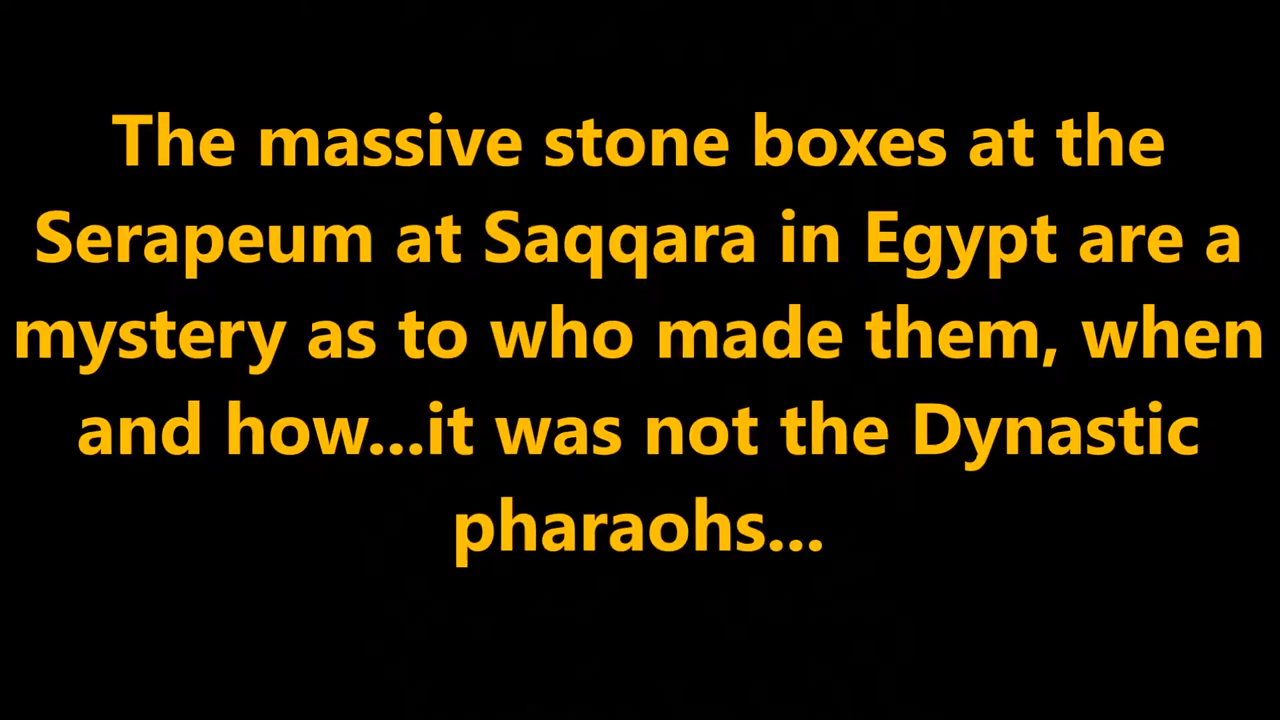 The massive stone boxes at the
Serapeum at Saqqara in Egypt are a
mystery as to who made them, when
and how...it was not the Dynastic
pharaohs...